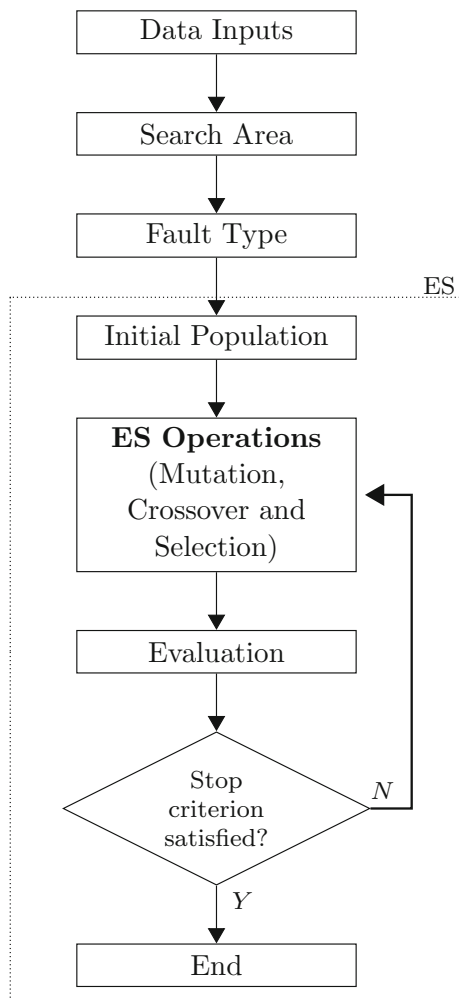 Data Inputs
Search Area
Fault Type
ES
Initial Population
ES Operations
(Mutation,
Crossover and
Selection)
Evaluation
Stop
criterion
satisfied?
N
Y
End